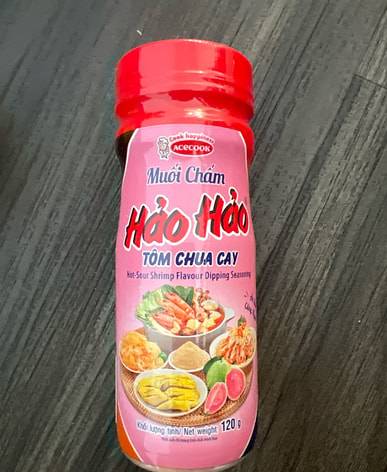 Cook happiness
ACECOOK
Muối Chấm
Hảo Hảo
TÔM CHUA CAY
Hot-Sour Shrimp Flavour Dipping Seasoning
Khối lượng tịnh/ Net weight: 120 g